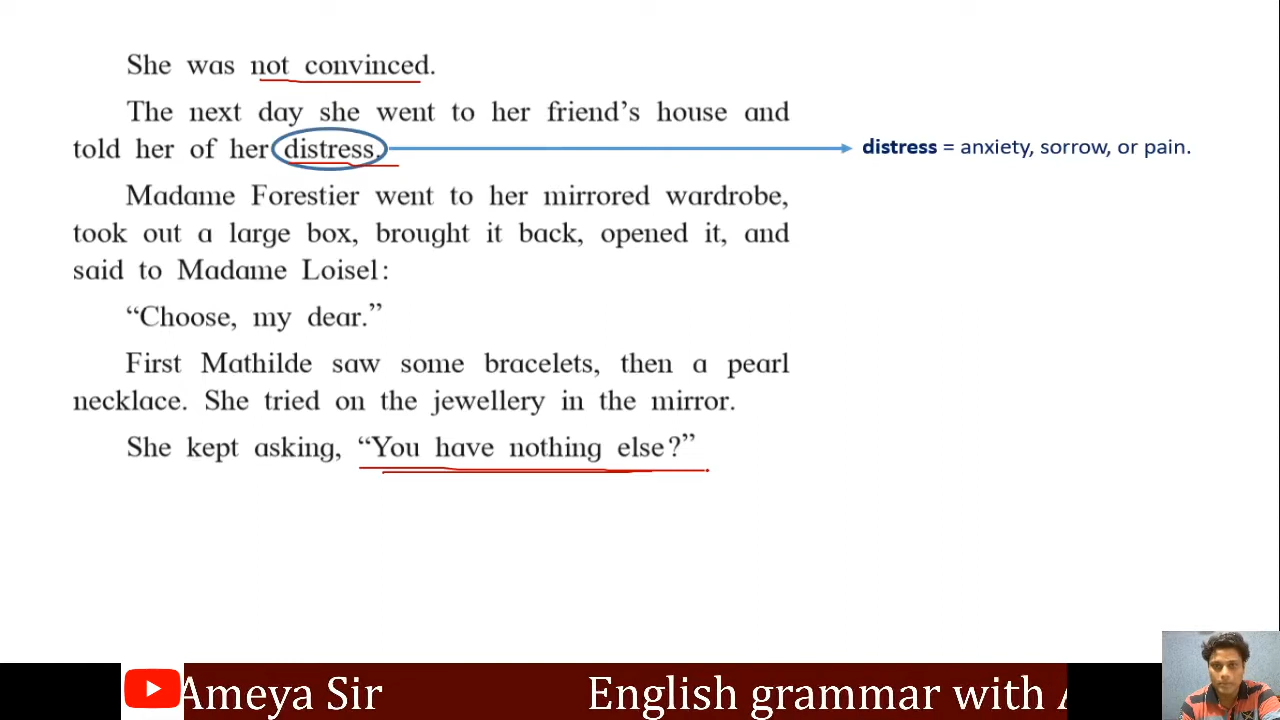 She was not convinced.
The next day she went to her friend's house and
told her of her distress.
distress = anxiety, sorrow, or pain.
Madame Forestier went to her mirrored wardrobe,
took out a large box, brought it back, opened it, and
said to Madame Loisel:
“Choose, my dear.”
First Mathilde saw some bracelets, then a pearl
necklace. She tried on the jewellery in the mirror.
She kept asking, “You have nothing else?”
Ameya Sir English grammar with A